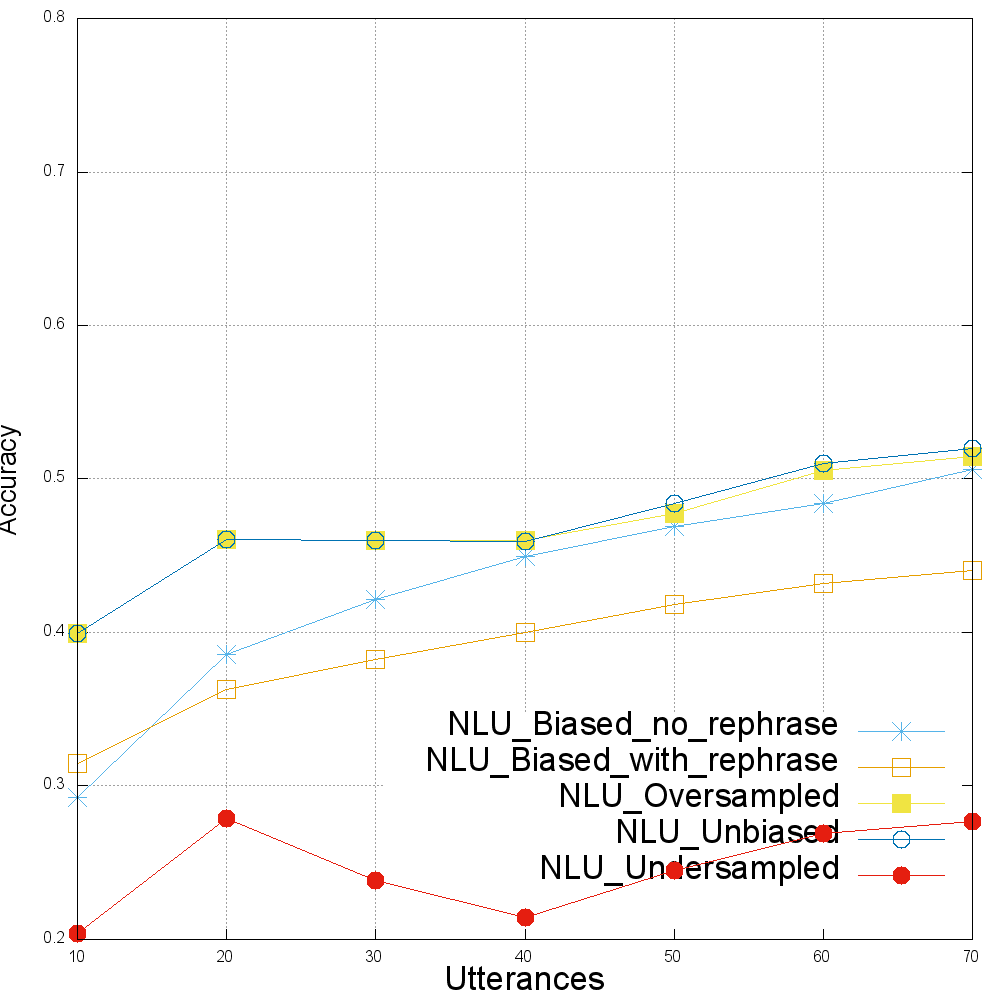 0.8
0.7
0.6
0.5
0.4
0.3
0.2
Accuracy
NLU_Biased_no_rephrase
NLU_Biased_with_rephrase
NLU_Oversampled
NLU_Unbiased
NLU_Undersampled
10 20 30 40 50 60 70
Utterances